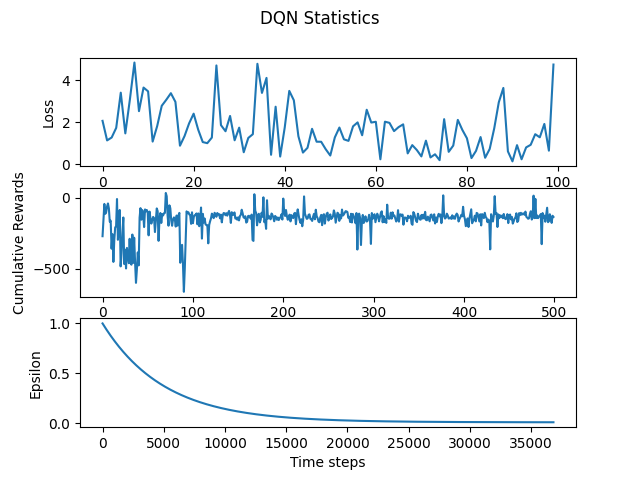 DQN Statistics
4
2
0
Loss
0 20 40 60 80 100
0
−500
Cumulative Rewards
0 100 200 300 400 500
1.0
0.5
0.0
Epsilon
0 5000 10000 15000 20000 25000 30000 35000
Time steps